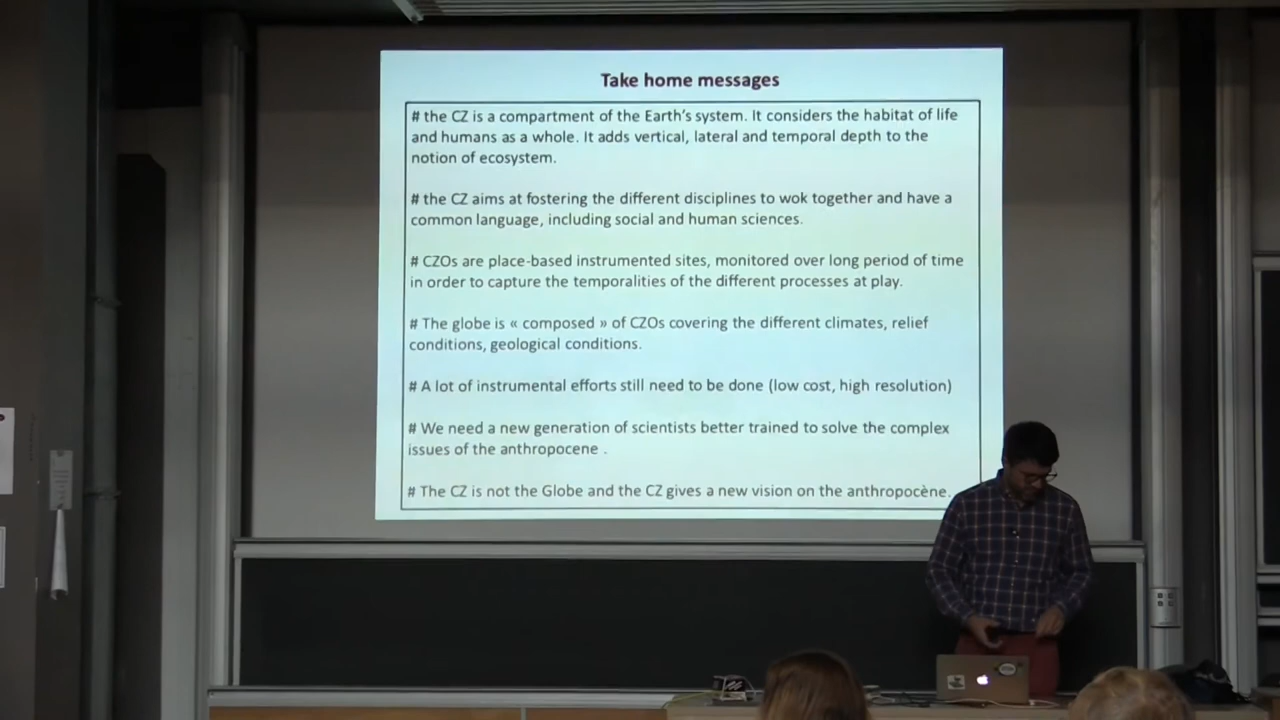 Take home messages
# the CZ is a compartment of the Earth's system. It considers the habitat of life
and humans as a whole. It adds vertical, lateral and temporal depth to the
notion of ecosystem.
# the CZ aims at fostering the different disciplines to wok together and have a
common language, including social and human sciences.
# CZOs are place-based instrumented sites, monitored over long period of time
in order to capture the temporalities of the different processes at play.
# The globe is « composed » of CZOs covering the different climates, relief
conditions, geological conditions.
# A lot of instrumental efforts still need to be done (low cost, high resolution)
# We need a new generation of scientists better trained to solve the complex
issues of the anthropocene .
# The CZ is not the Globe and the CZ gives a new vision on the anthropocène.